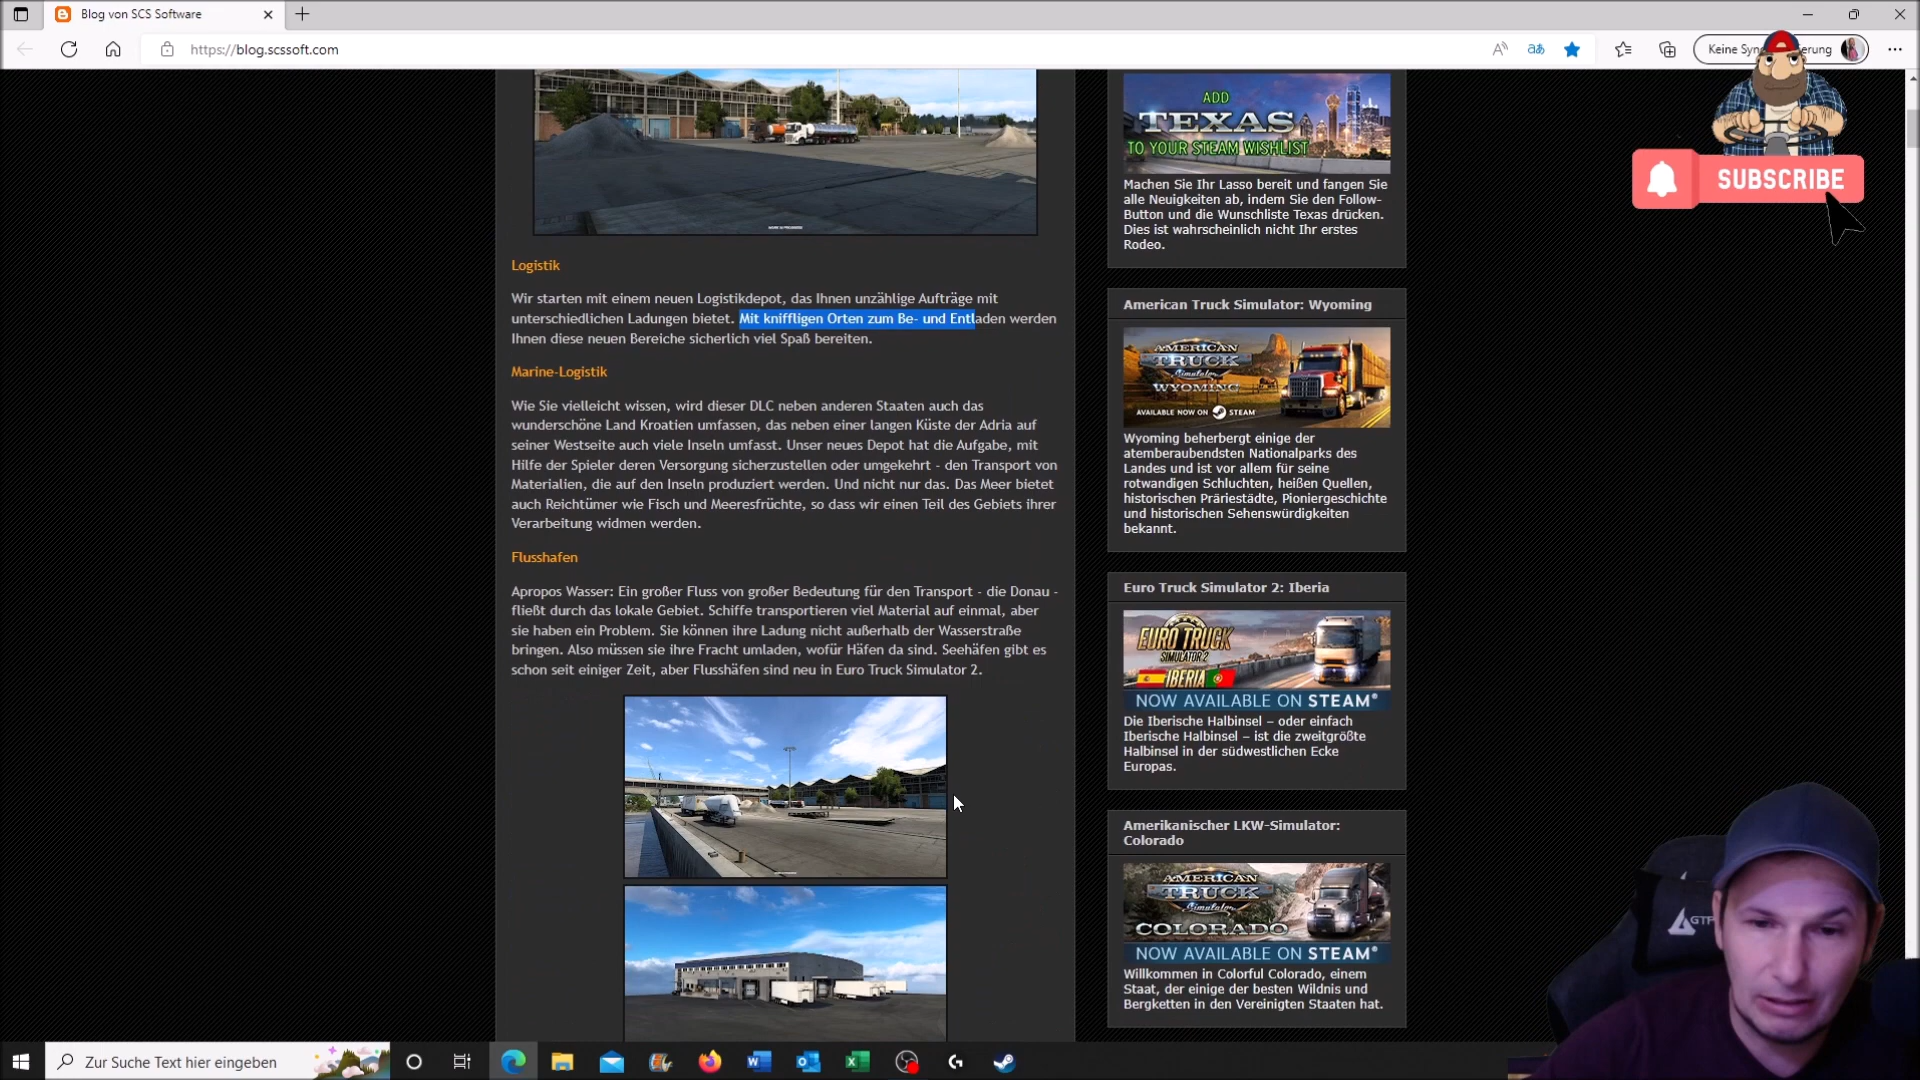 Blog von SCS Software
https://blog.scssoft.com
Keine Syn
erung
SUBSCRIBE
Logistik
Wir starten mit einem neuen Logistikdepot, das Ihnen unzählige Aufträge mit
unterschiedlichen Ladungen bietet. Mit kniffligen Orten zum Be- und Entladen werden
Ihnen diese neuen Bereiche sicherlich viel Spaß bereiten.
Marine-Logistik
Wie Sie vielleicht wissen, wird dieser DLC neben anderen Staaten auch das
wunderschöne Land Kroatien umfassen, das neben einer langen Küste der Adria auf
seiner Westseite auch viele Inseln umfasst. Unser neues Depot hat die Aufgabe, mit
Hilfe der Spieler deren Versorgung sicherzustellen oder umgekehrt - den Transport von
Materialien, die auf den Inseln produziert werden. Und nicht nur das. Das Meer bietet
auch Reichtümer wie Fisch und Meeresfrüchte, so dass wir einen Teil des Gebiets ihrer
Verarbeitung widmen werden.
Flusshafen
Apropos Wasser: Ein großer Fluss von großer Bedeutung für den Transport - die Donau -
fließt durch das lokale Gebiet. Schiffe transportieren viel Material auf einmal, aber
sie haben ein Problem. Sie können ihre Ladung nicht außerhalb der Wasserstraße
bringen. Also müssen sie ihre Fracht umladen, wofür Häfen da sind. Seehäfen gibt es
schon seit einiger Zeit, aber Flusshäfen sind neu in Euro Truck Simulator 2.
ADD
TEXAS
TO YOUR STEAM WISHLIST
Machen Sie Ihr Lasso bereit und fangen Sie
alle Neuigkeiten ab, indem Sie den Follow-
Button und die Wunschliste Texas drücken.
Dies ist wahrscheinlich nicht Ihr erstes
Rodeo.
American Truck Simulator: Wyoming
AMERICAN
TRUCK
Simulator
WYOMING
AVAILABLE NOW ON STEAM
Wyoming beherbergt einige der
atemberaubendsten Nationalparks des
Landes und ist vor allem für seine
rotwandigen Schluchten, heißen Quellen,
historischen Präriestädte, Pioniergeschichte
und historischen Sehenswürdigkeiten
bekannt.
Euro Truck Simulator 2: Iberia
EURO TRUCK
SIMULATOR 2
IBERIA
NOW AVAILABLE ON STEAM
Die Iberische Halbinsel – oder einfach
Iberische Halbinsel – ist die zweitgrößte
Halbinsel in der südwestlichen Ecke
Europas.
Amerikanischer LKW-Simulator:
Colorado
AMERICAN
TRUCK
Simulator
COLORADO
NOW AVAILABLE ON STEAM
Willkommen in Colorful Colorado, einem
Staat, der einige der besten Wildnis und
Bergketten in den Vereinigten Staaten hat.
Zur Suche Text hier eingeben